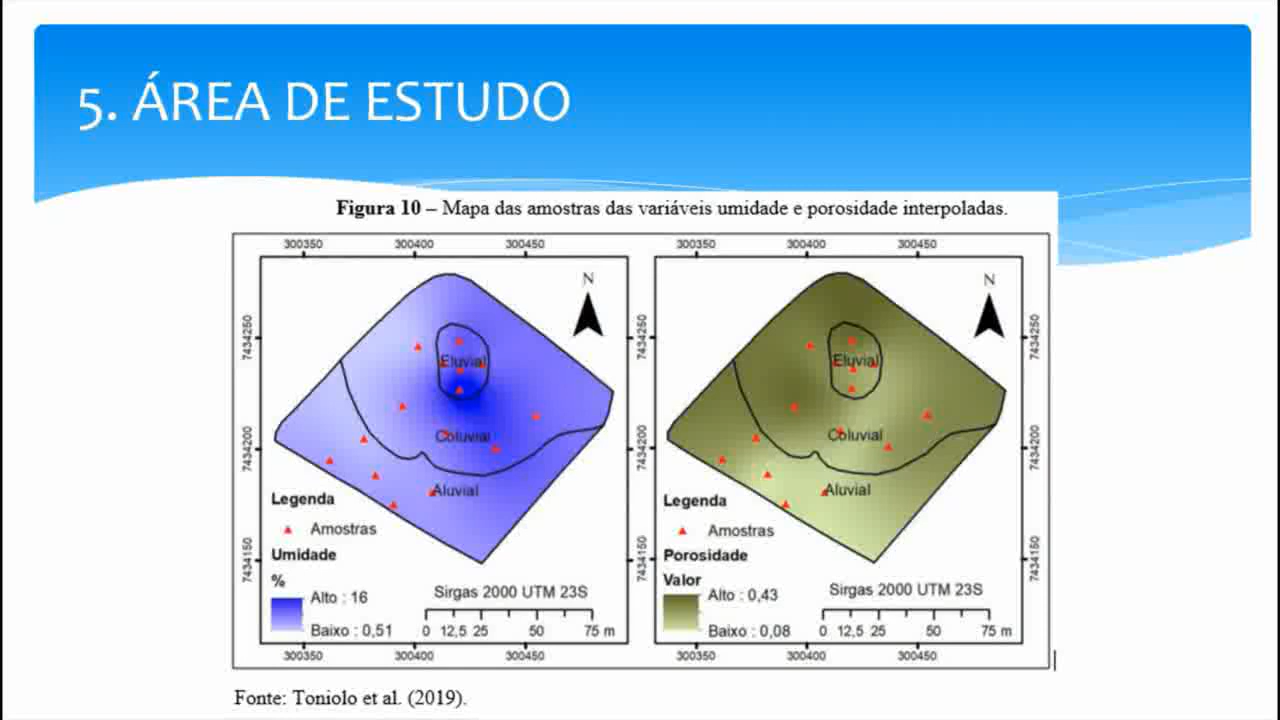 5. ÁREA DE ESTUDO
Figura 10 – Mapa das amostras das variáveis umidade e porosidade interpoladas.
300350 300400 300450
7434250
7434200
7434150
N
Eluvial
Coluvial
Aluvial
Legenda
Amostras
Umidade
%
Alto : 16
Baixo : 0,51
Sirgas 2000 UTM 23S
0 12,5 25 50 75 m
300350 300400 300450
300350 300400 300450
7434250
7434200
7434150
N
Eluvial
Coluvial
Aluvial
Legenda
Amostras
Porosidade
Valor
Alto : 0,43
Baixo : 0,08
Sirgas 2000 UTM 23S
0 12,5 25 50 75 m
7434250
7434200
7434150
300350 300400 300450
Fonte: Toniolo et al. (2019).